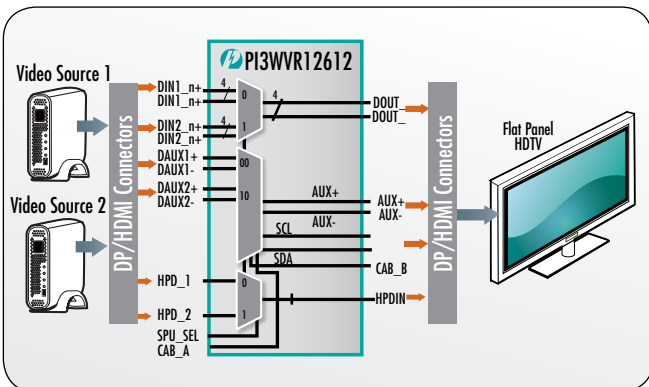 PI3WVR12612
Video Source 1
Video Source 2
DP/HDMI Connectors
DIN1_n+
DIN1_n+
DIN2_n+
DIN2_n+
DAUX1+
DAUX1-
DAUX2+
DAUX2-
HPD_1
HPD_2
SPU_SEL
CAB_A
4
4
0
1
4
00
10
0
1
AUX+
AUX-
SCL
SDA
DOUT_
DOUT_
AUX+
AUX-
CAB_B
HPDIN
DP/HDMI Connectors
Flat Panel
HDTV